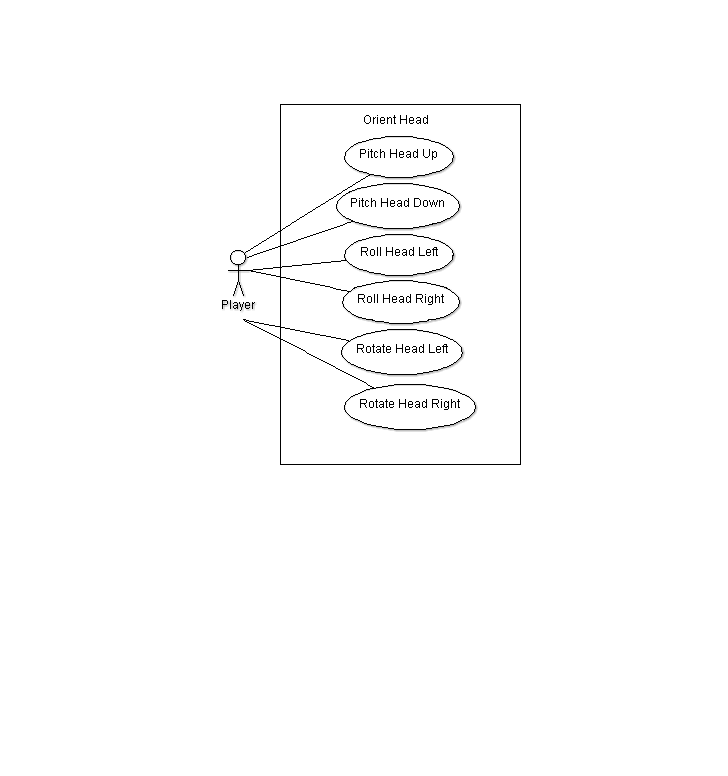 Orient Head
Pitch Head Up
Pitch Head Down
Roll Head Left
Roll Head Right
Player
Rotate Head Left
Rotate Head Right